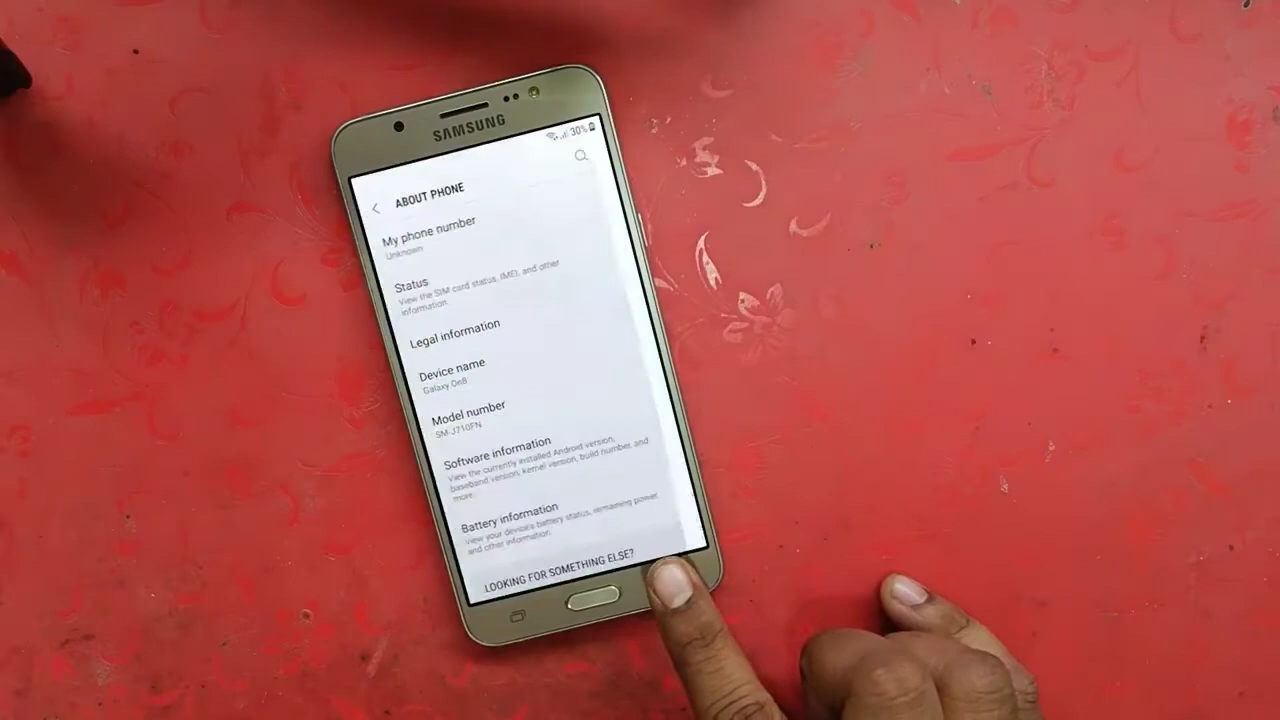 SAMSUNG
30%
ABOUT PHONE
My phone number
Unknown
Status
View the SIM card status, IMEI, and other
information.
Legal information
Device name
Galaxy On8
Model number
SM-J710FN
Software information
View the currently installed Android version,
baseband version, kernel version, build number, and
more.
Battery information
View your device's battery status, remaining power,
and other information.
LOOKING FOR SOMETHING ELSE?